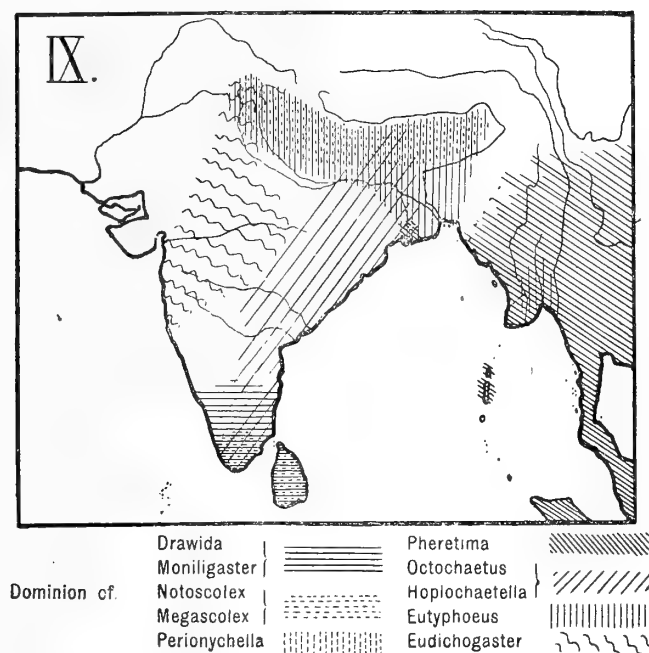 IX.
Dominion of.
Drawida
Moniligaster
Notoscolex
Megascolex
Perionychella
Pheretima
Octochaetus
Hoplochaetella
Eutyphoeus
Eudichogaster